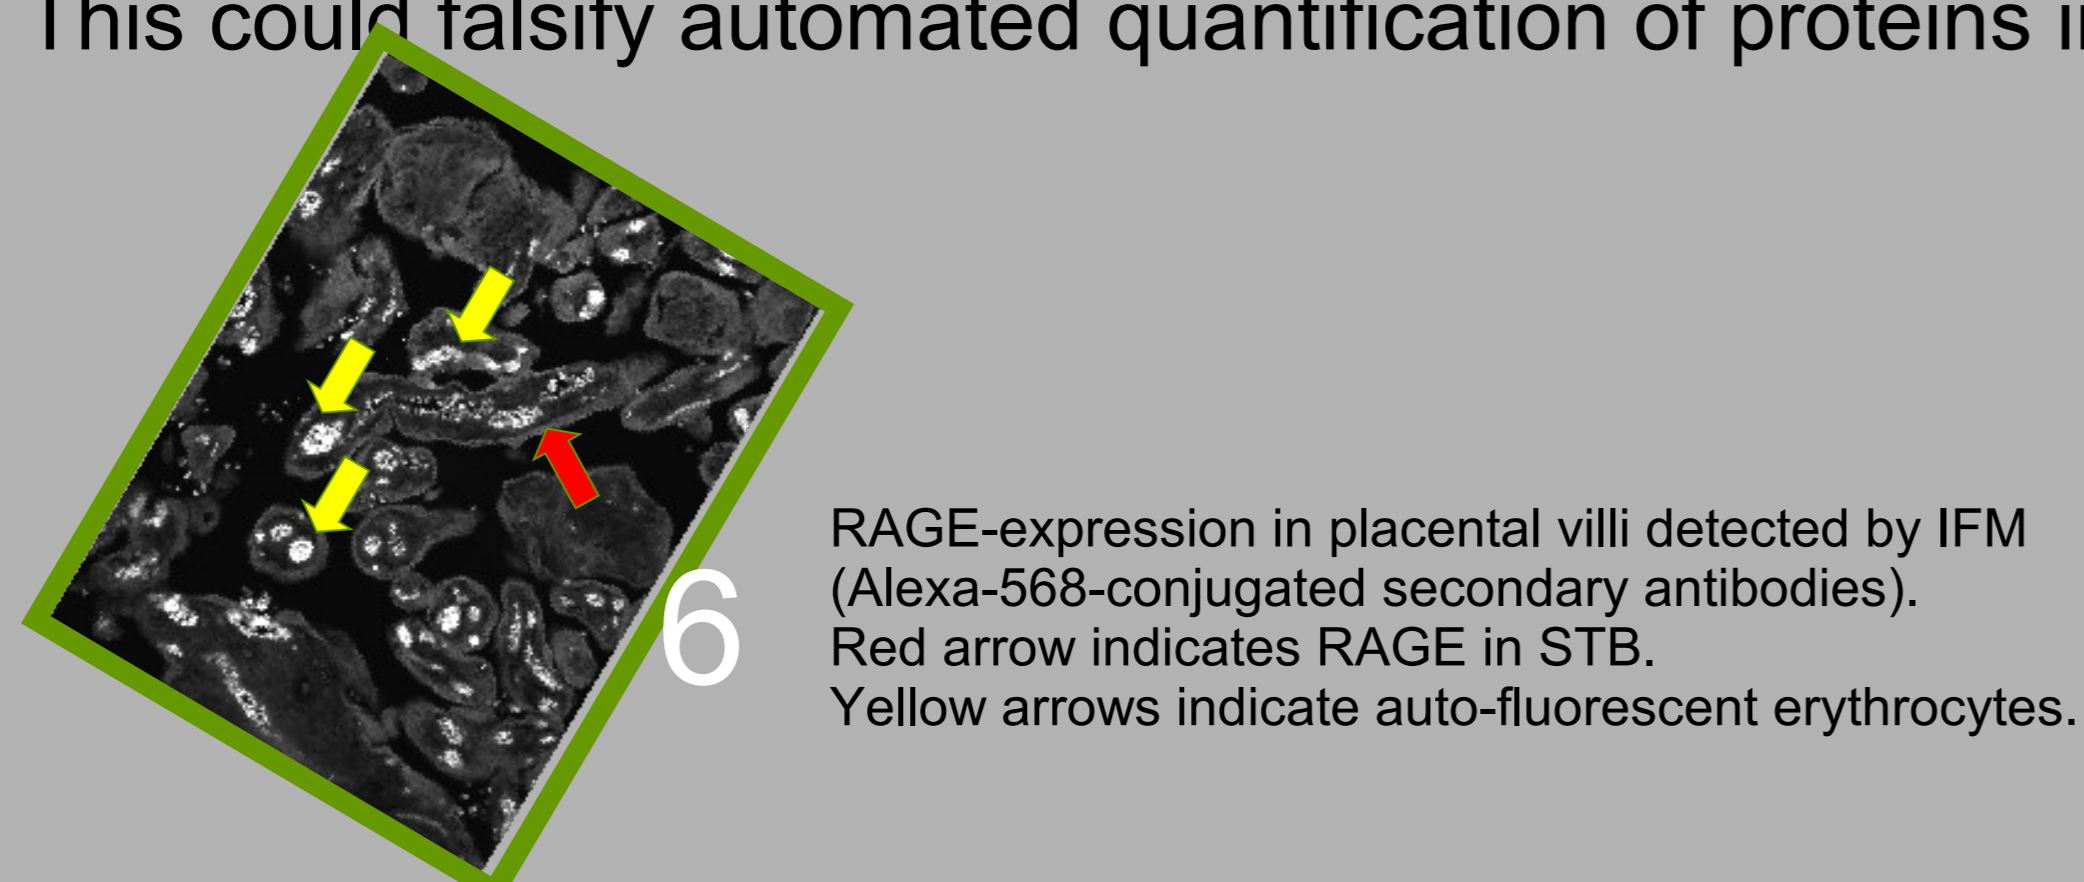 This could falsify automated quantification of proteins
6
RAGE-expression in placental villi detected by IFM
(Alexa-568-conjugated secondary antibodies).
Red arrow indicates RAGE in STB.
Yellow arrows indicate auto-fluorescent erythrocytes.